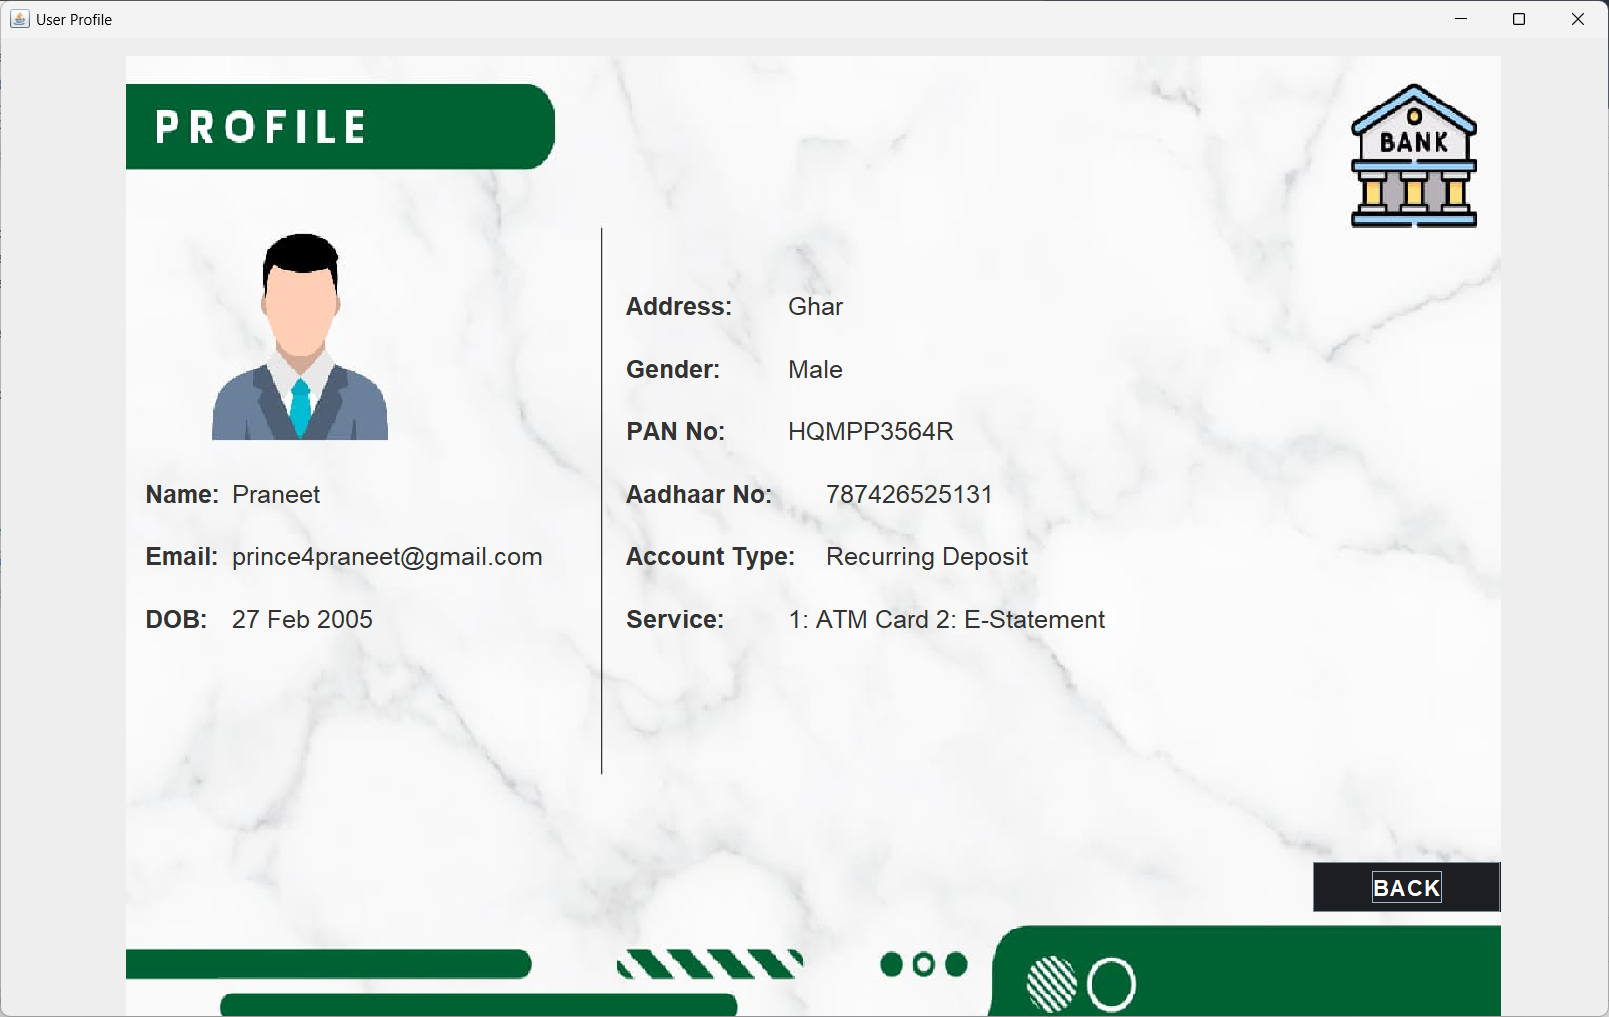 User Profile
PROFILE
BANK
Name: Praneet
Email: prince4praneet@gmail.com
DOB: 27 Feb 2005
Address: Ghar
Gender: Male
PAN No: HQMPP3564R
Aadhaar No: 787426525131
Account Type: Recurring Deposit
Service: 1: ATM Card 2: E-Statement
BACK